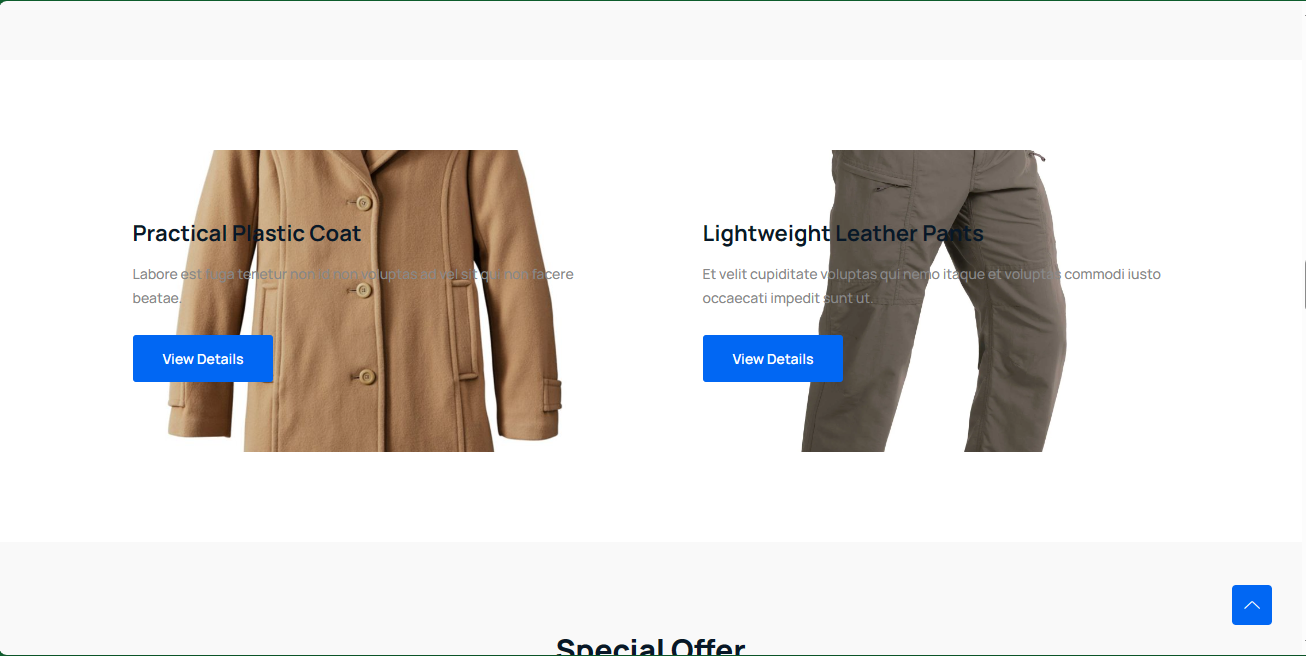 Practical Plastic Coat
Labore est fuga tenetur non in non voluptas ad vel sit qui non facere
beatae.
View Details
Lightweight Leather Pants
Et velit cupiditate voluptas qui nemo itaque et voluptas commodi iusto
occaecati impedit sunt ut.
View Details
Special Offer